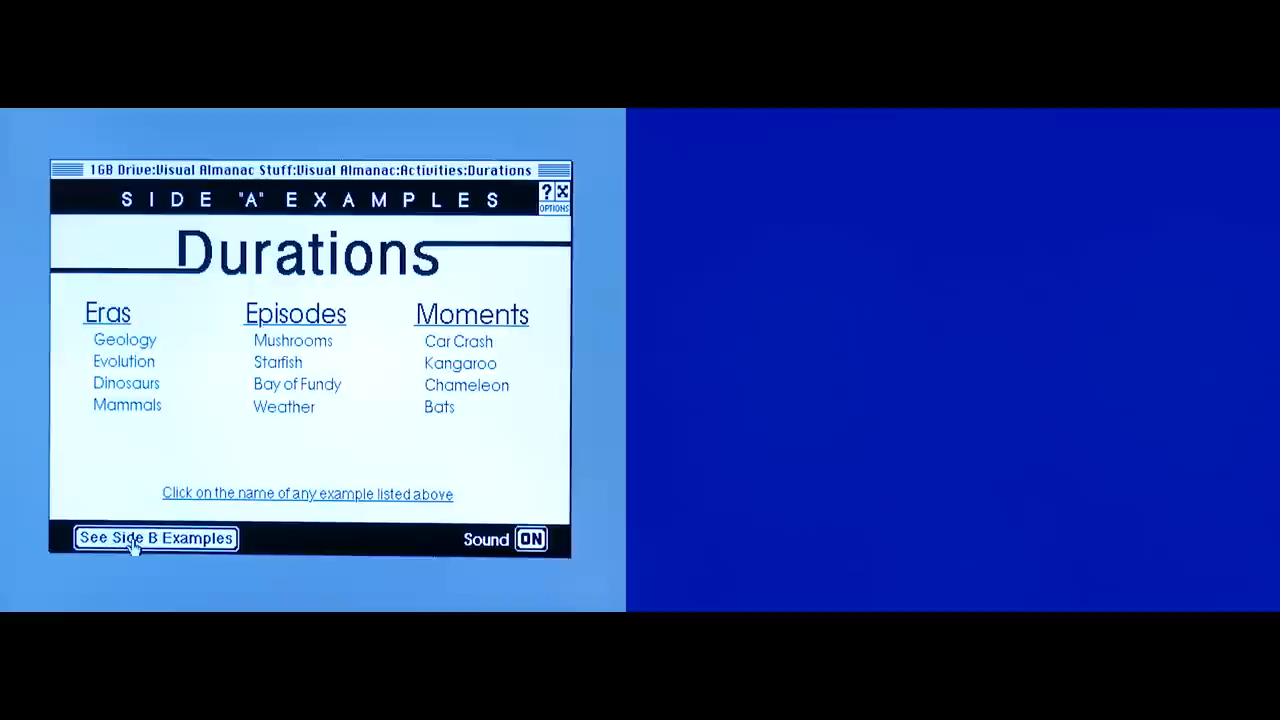 1GB Drive:Visual Almanac Stuff:Visual Almanac:Activities:Durations
SIDE "A" EXAMPLES
?
OPTIONS
Durations
Eras
Geology
Evolution
Dinosaurs
Mammals
Episodes
Mushrooms
Starfish
Bay of Fundy
Weather
Moments
Car Crash
Kangaroo
Chameleon
Bats
Click on the name of any example listed above
See Side B Examples
Sound ON